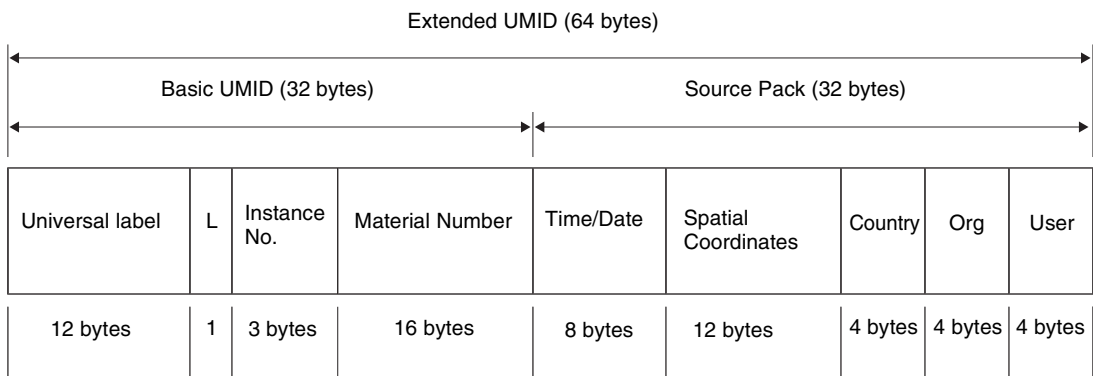 Extended UMID (64 bytes)
Basic UMID (32 bytes) Source Pack (32 bytes)
Universal label L Instance No. Material Number Time/Date Spatial Coordinates Country Org User
12 bytes 1 3 bytes 16 bytes 8 bytes 12 bytes 4 bytes 4 bytes 4 bytes